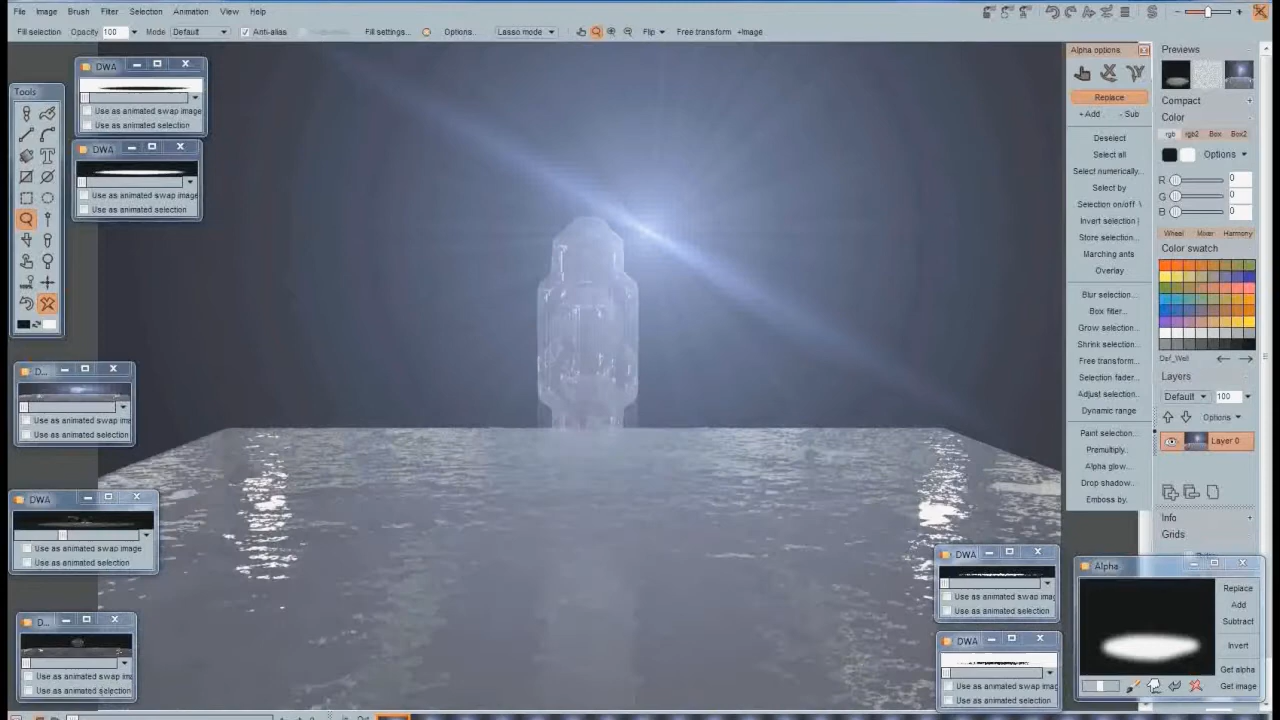 File Image Brush Filter Selection Animation View Help
Fill selection Opacity 100 Mode Default Anti-alias Fill settings... Options.. Lasso mode Flip Free transform +Image
Tools
DWA
Use as animated swap image
Use as animated selection
DWA
Use as animated swap image
Use as animated selection
D...
Use as animated swap ima
Use as animated selection
DWA
Use as animated swap image
Use as animated selection
D...
Use as animated swap ima
Use as animated selection
DWA
Use as animated swap imag
Use as animated selection
DWA
Use as animated swap imag
Use as animated selection
Alpha options
Replace
+Add - Sub
Deselect
Select all
Select numerically...
Select by
Selection on/off \
Invert selection |
Store selection...
Marching ants
Overlay
Blur selection...
Box filter...
Grow selection...
Shrink selection...
Free transform...
Selection fader...
Adjust selection...
Dynamic range
Paint selection...
Premultiply..
Alpha glow...
Drop shadow..
Emboss by.
Previews
Compact +
Color -
rgb rgb2 Box Box2
Options
R 0
G 0
B 0
Wheel Mixer Harmony
Color swatch
Def_Well
Layers
Default 100
Options
Layer 0
Info +
Grids
Alpha
Replace
Add
Subtract
Invert
Get alpha
Get image